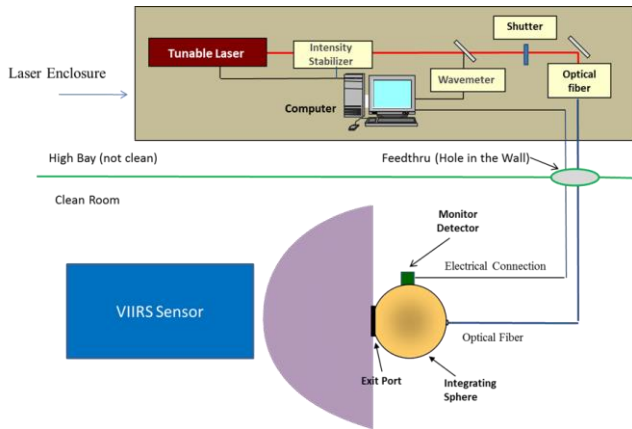 Shutter
Tunable Laser
Intensity
Stabilizer
Laser Enclosure
Wavemeter
Optical
fiber
Computer
High Bay (not clean)
Feedthru (Hole in the Wall)
Clean Room
Monitor
Detector
Electrical Connection
VIIRS Sensor
Optical Fiber
Exit Port
Integrating
Sphere